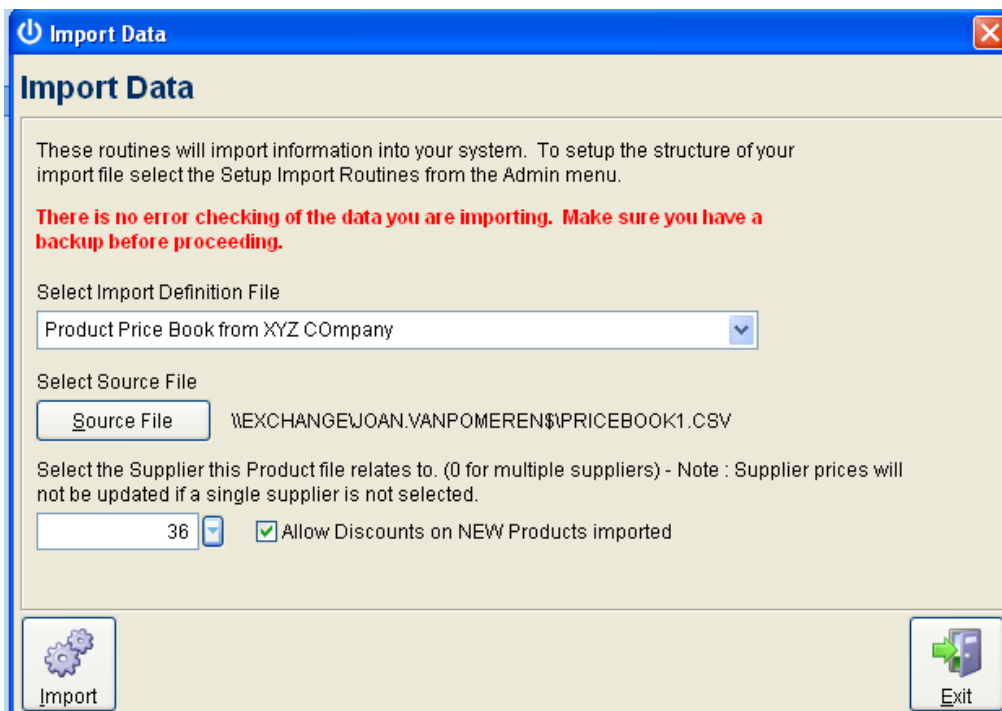 Import Data
Import Data
These routines will import information into your system. To setup the structure of your
import file select the Setup Import Routines from the Admin menu.
There is no error checking of the data you are importing. Make sure you have a
backup before proceeding.
Select Import Definition File
Product Price Book from XYZ COmpany
Select Source File
Source File \\EXCHANGE\JOAN.VANPOMEREN$\PRICEBOOK1.CSV
Select the Supplier this Product file relates to. (0 for multiple suppliers) - Note : Supplier prices will
not be updated if a single supplier is not selected.
36 Allow Discounts on NEW Products imported
Import Exit